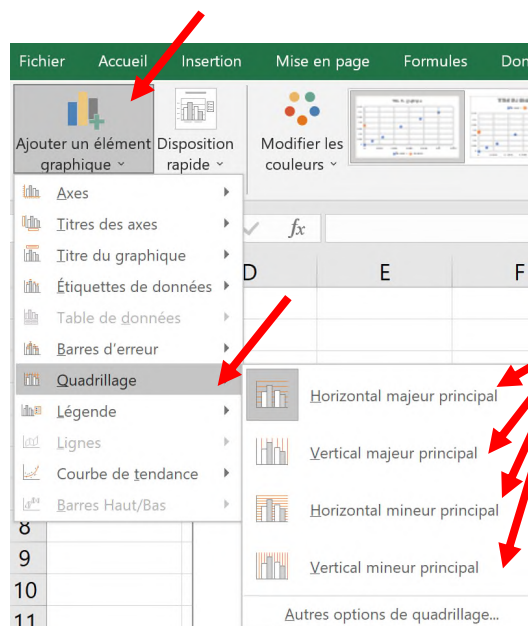 Fichier Accueil Insertion Mise en page Formules Don
Ajouter un élément graphique
Disposition rapide
Modifier les couleurs
Axes
Titres des axes
Titre du graphique
Étiquettes de données
Table de données
Barres d'erreur
Quadrillage
Légende
Lignes
Courbe de tendance
Barres Haut/Bas
fx
D E F
Horizontal majeur principal
Vertical majeur principal
Horizontal mineur principal
Vertical mineur principal
Autres options de quadrillage...
8
9
10
11